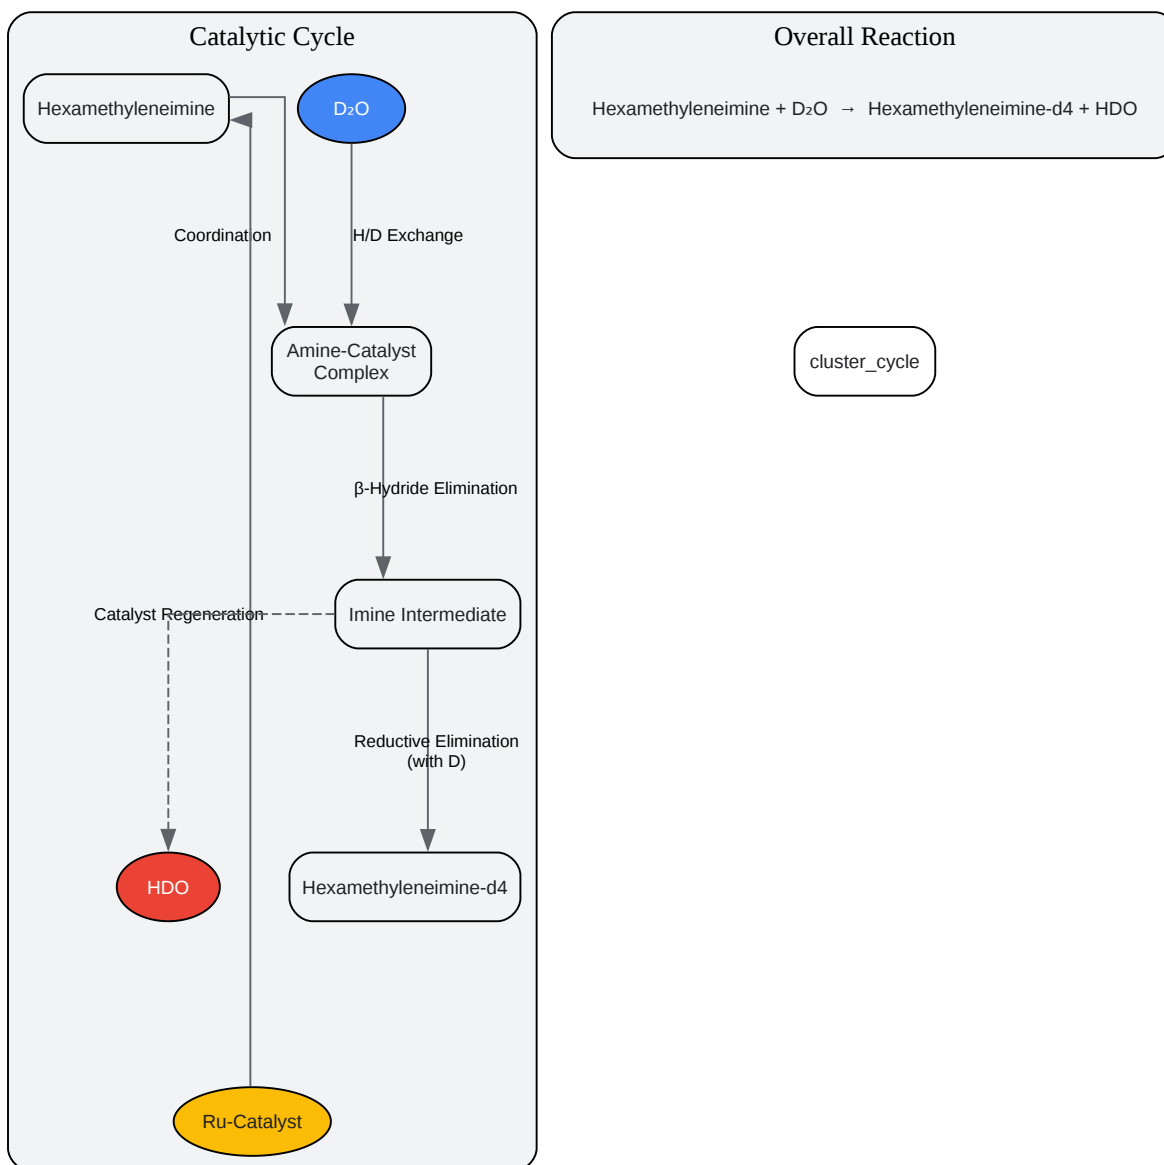 Catalytic Cycle
Overall Reaction
Hexamethyleneimine
D₂O
Hexamethyleneimine + D₂O → Hexamethyleneimine-d4 + HDO
Coordination
H/D Exchange
Amine-Catalyst
Complex
cluster_cycle
β-Hydride Elimination
Catalyst Regeneration
Imine Intermediate
Reductive Elimination
(with D)
HDO
Hexamethyleneimine-d4
Ru-Catalyst